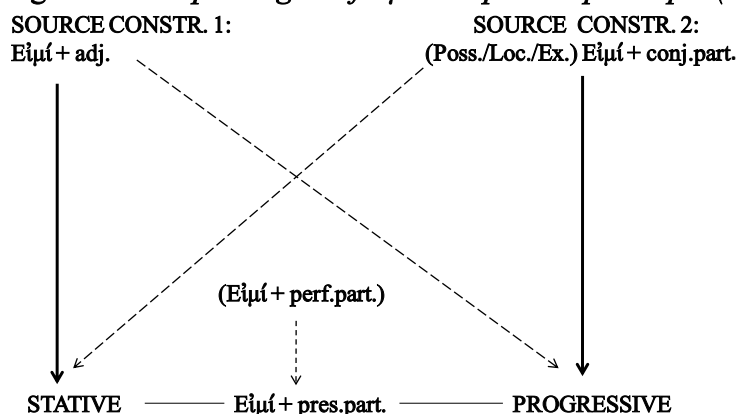 SOURCE CONSTR. 1:
Εἰμί + adj.
SOURCE CONSTR. 2:
(Poss./Loc./Ex.) Εἰμί + conj.part.
(Εἰμί + perf.part.)
STATIVE
Εἰμί + pres.part.
PROGRESSIVE